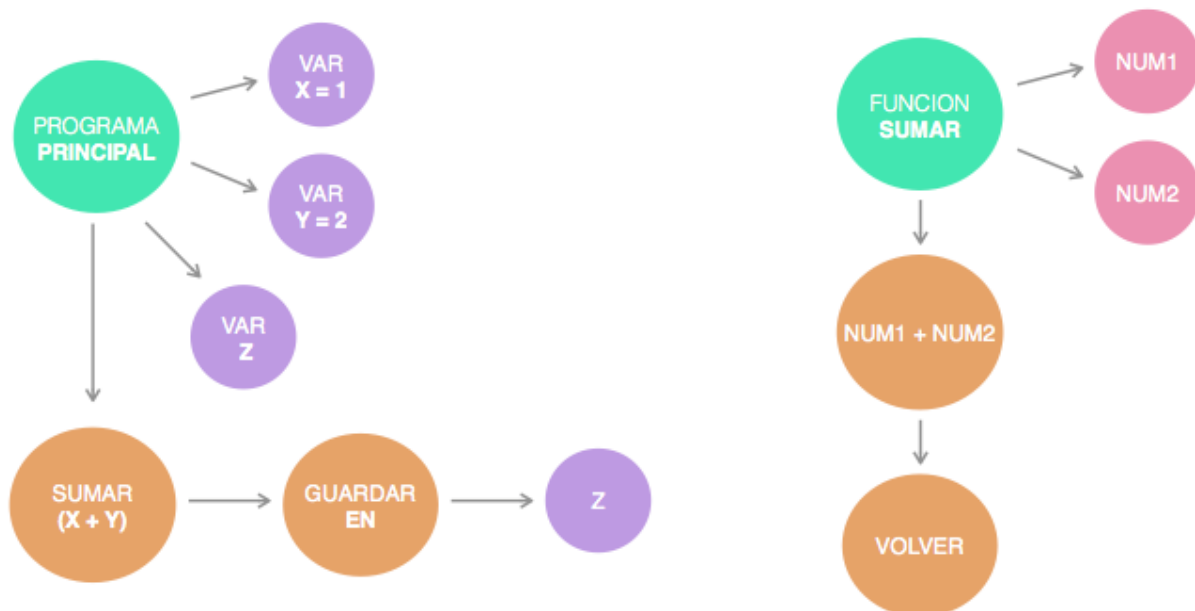 PROGRAMA
PRINCIPAL
VAR
X = 1
VAR
Y = 2
VAR
Z
SUMAR
(X + Y)
GUARDAR
EN
Z
FUNCION
SUMAR
NUM1
NUM2
NUM1 + NUM2
VOLVER